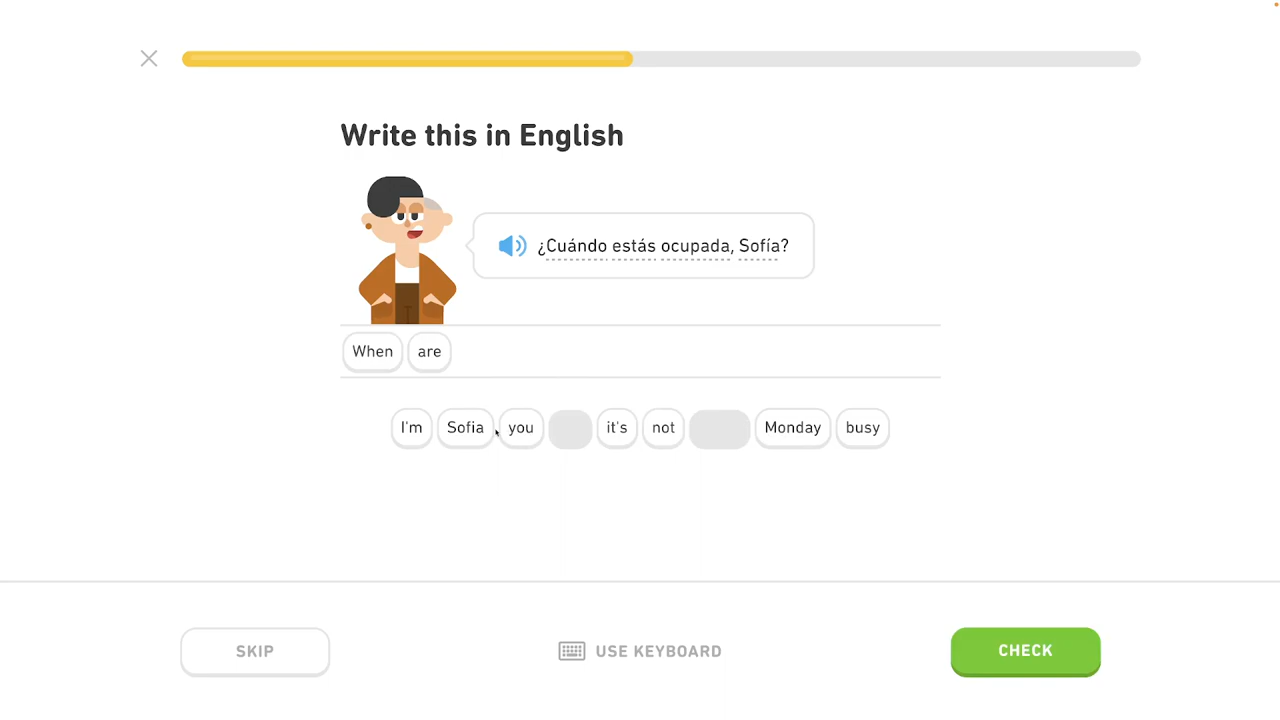 Write this in English
¿Cuándo estás ocupada, Sofía?
When are
I'm Sofia you it's not Monday busy
SKIP USE KEYBOARD CHECK